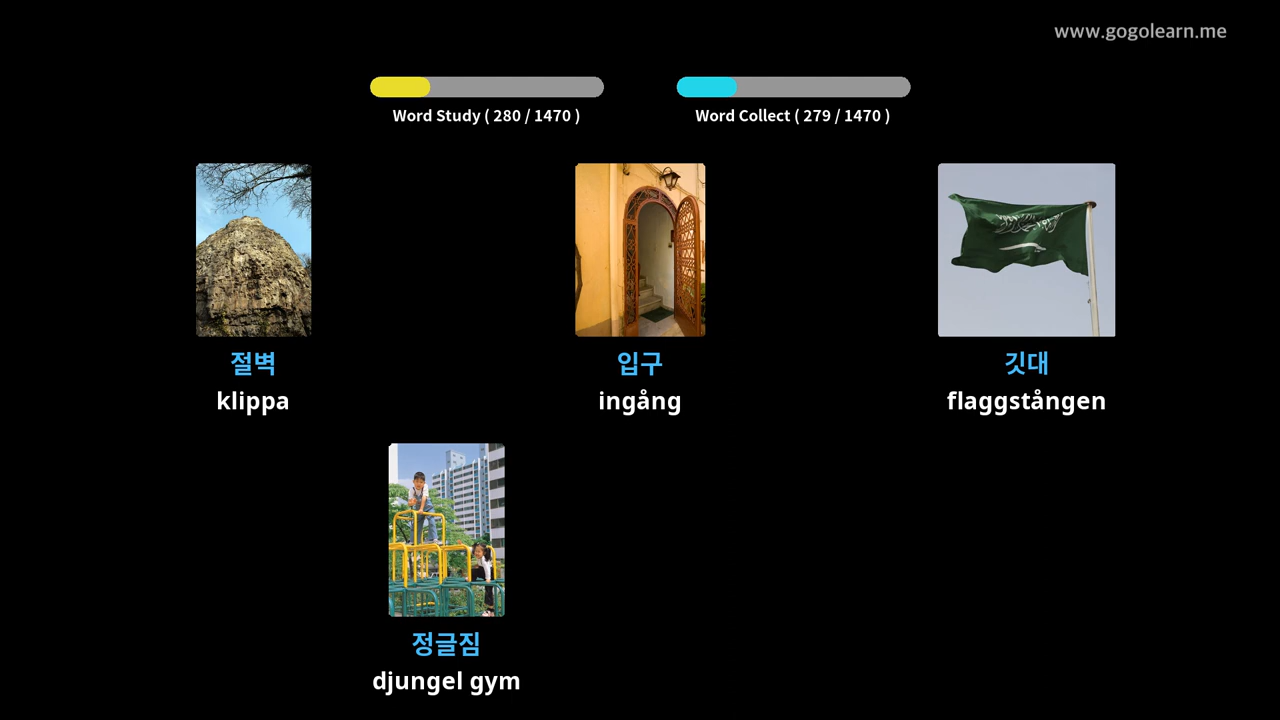 www.gogolearn.me
Word Study ( 280 / 1470 )
Word Collect ( 279 / 1470 )
절벽
klippa
입구
ingång
깃대
flaggstången
정글짐
djungel gym